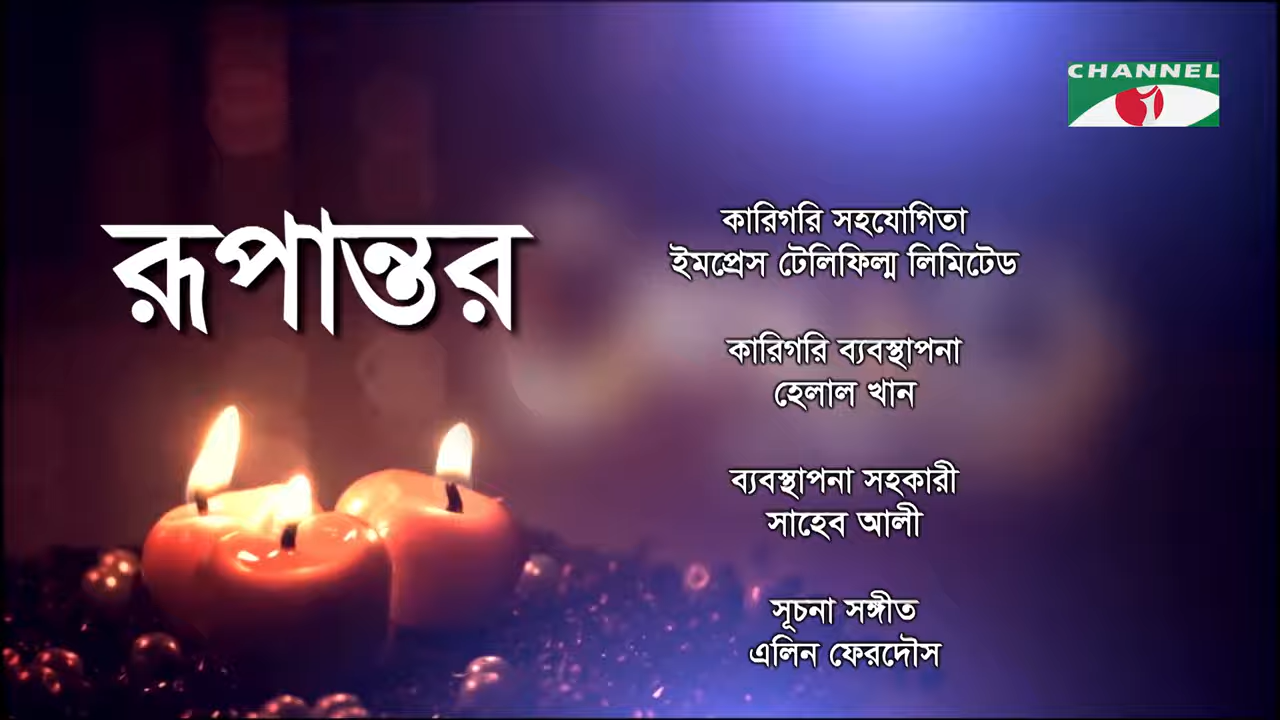 CHANNEL
রূপান্তর
কারিগরি সহযোগিতা
ইমপ্রেস টেলিফিল্ম লিমিটেড
কারিগরি ব্যবস্থাপনা
হেলাল খান
ব্যবস্থাপনা সহকারী
সাহেব আলী
সূচনা সঙ্গীত
এলিন ফেরদৌস